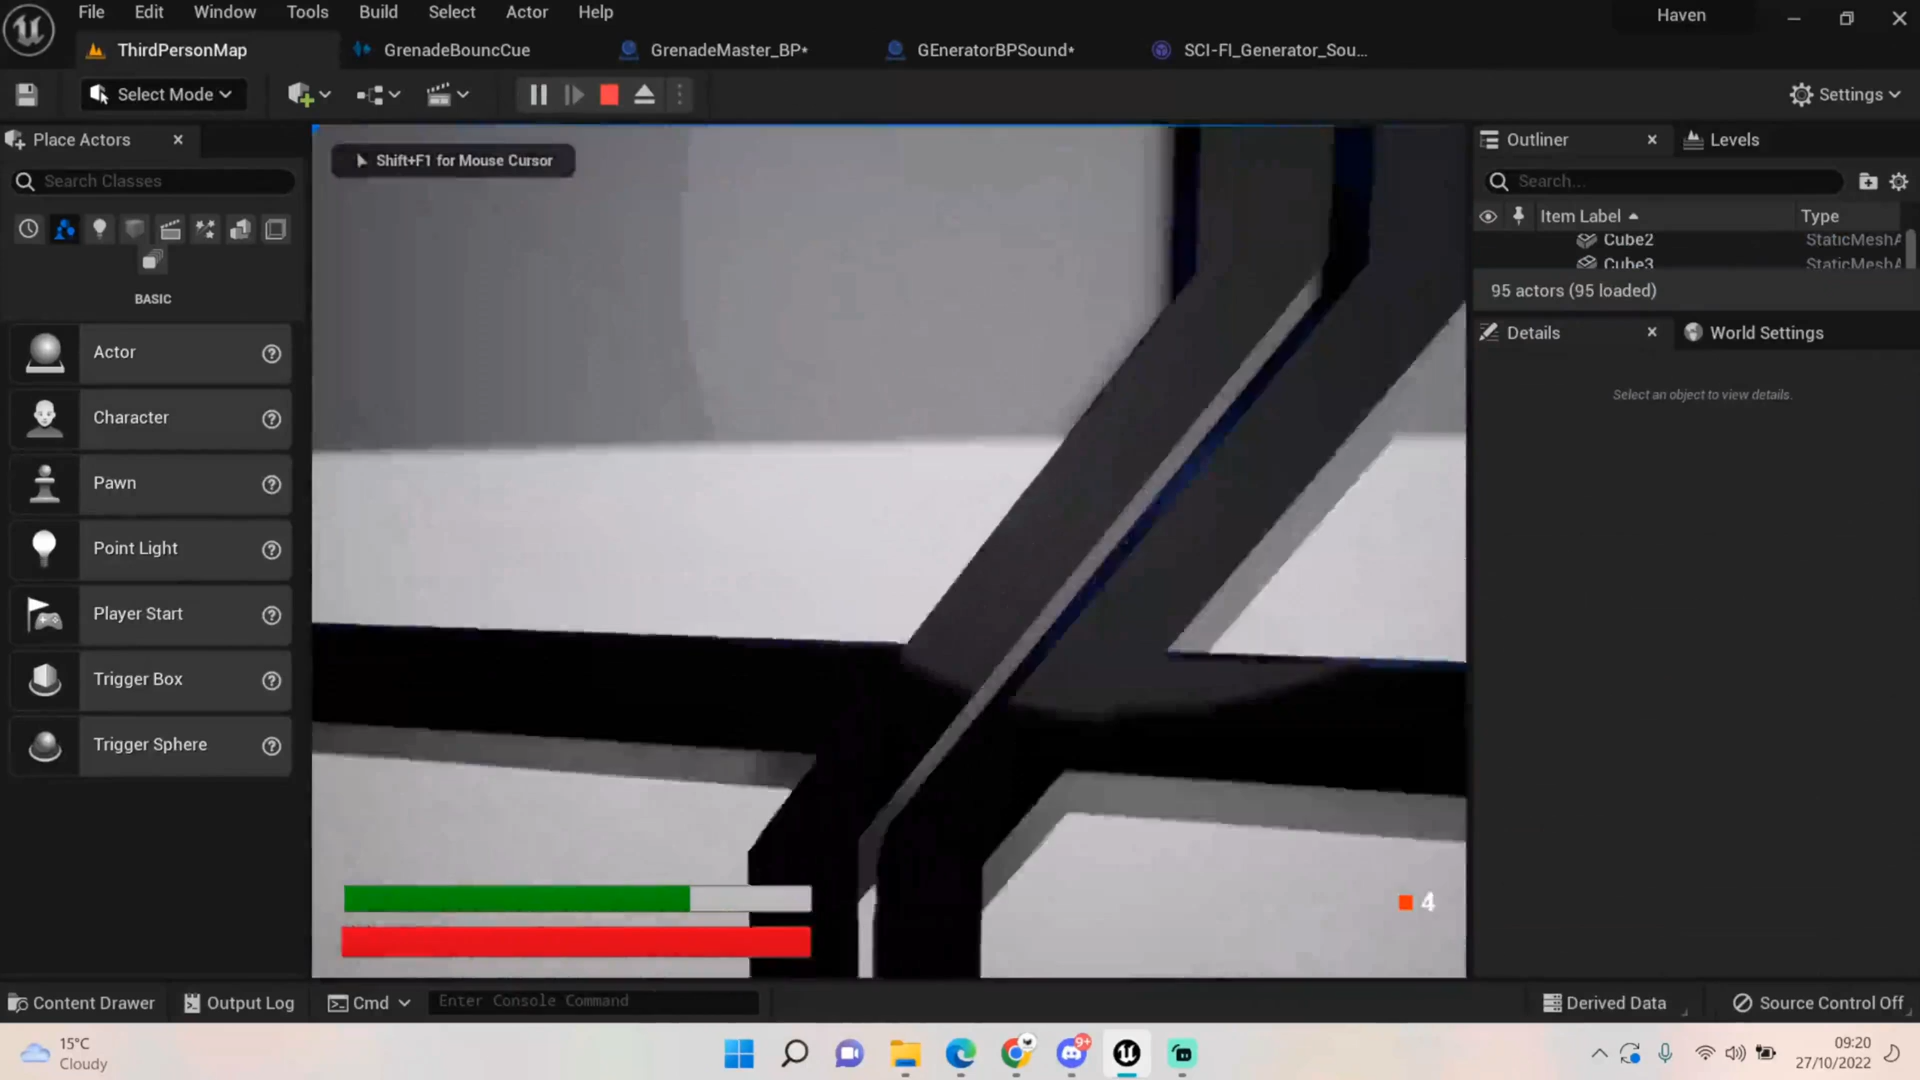 File Edit Window Tools Build Select Actor Help
Haven
ThirdPersonMap
GrenadeBouncCue
GrenadeMaster_BP*
GEneratorBPSound*
SCI-FI_Generator_Sou...
Select Mode
Settings
Place Actors
Shift+F1 for Mouse Cursor
Outliner
Levels
Search Classes
Search...
Item Label
Type
Cube2
StaticMeshA
Cube3
StaticMeshA
95 actors (95 loaded)
BASIC
Details
World Settings
Select an object to view details.
Actor
Character
Pawn
Point Light
Player Start
Trigger Box
Trigger Sphere
4
Content Drawer
Output Log
Cmd
Enter Console Command
Derived Data
Source Control Off
15°C
Cloudy
9+
09:20
27/10/2022